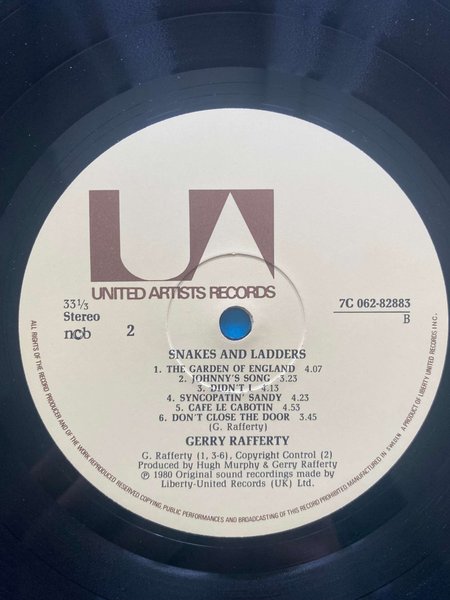 UA
UNITED ARTISTS RECORDS
33 1/3
Stereo
ncb
2
7C 062-82883
B
SNAKES AND LADDERS
1. THE GARDEN OF ENGLAND 4.07
2. JOHNNY'S SONG 3.23
3. DIDN'T I 3.13
4. SYNCOPATIN' SANDY 4.23
5. CAFE LE CABOTIN 4.53
6. DON'T CLOSE THE DOOR 3.45
(G. Rafferty)
GERRY RAFFERTY
G. Rafferty (1, 3-6), Copyright Control (2)
Produced by Hugh Murphy & Gerry Rafferty
℗ 1980 Original sound recordings made by
Liberty-United Records (UK) Ltd.
ALL RIGHTS OF THE RECORD PRODUCER AND OF THE WORK REPRODUCED RESERVED COPYING, PUBLIC PERFORMANCES AND BROADCASTING OF THIS RECORD PROHIBITED MANUFACTURED IN SWEDEN A PRODUCT OF LIBERTY UNITED RECORDS INC.